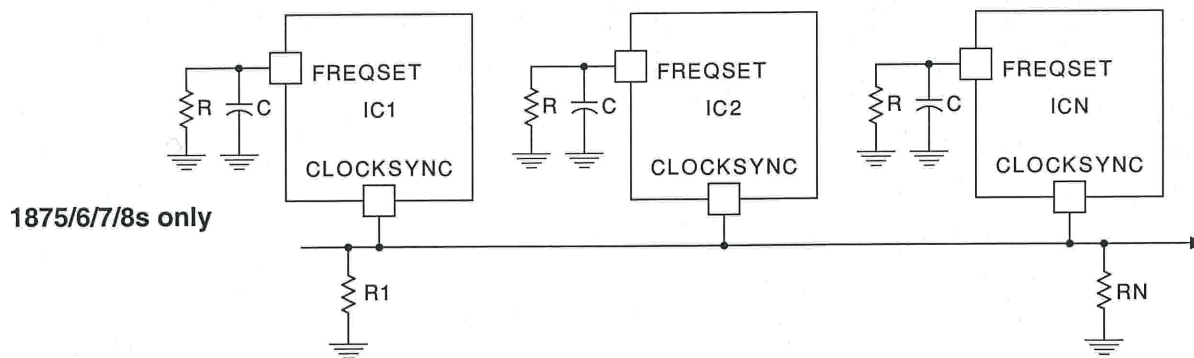 FREQSET
R
C
IC1
CLOCKSYNC
FREQSET
R
C
IC2
CLOCKSYNC
FREQSET
R
C
ICN
CLOCKSYNC
1875/6/7/8s only
R1
RN